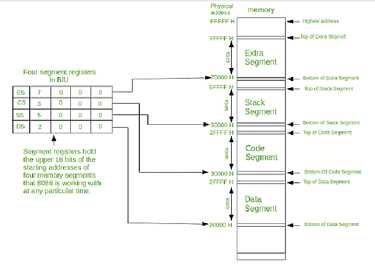 Physical
address
memory
FFFFF H
Highest address
7FFFF H
Top of Extra Segment
64K
Extra
Segment
Four segment registers
in BIU
70000 H
Bottom of Extra Segment
5FFFF H
Top of Stack Segment
ES 7 0 0 0
CS 3 0 0 0
SS 5 0 0 0
DS 2 0 0 0
64K
Stack
Segment
50000 H
Bottom of Stack Segment
3FFFF H
Top of Code Segment
Segment registers hold
the upper 16 bits of the
starting addresses of
four memory segments
that 8086 is working with
at any particular time.
64K
Code
Segment
30000 H
Bottom Of Code Segment
2FFFF H
Top of Data Segment
64K
Data
Segment
20000 H
Bottom of Data Segment